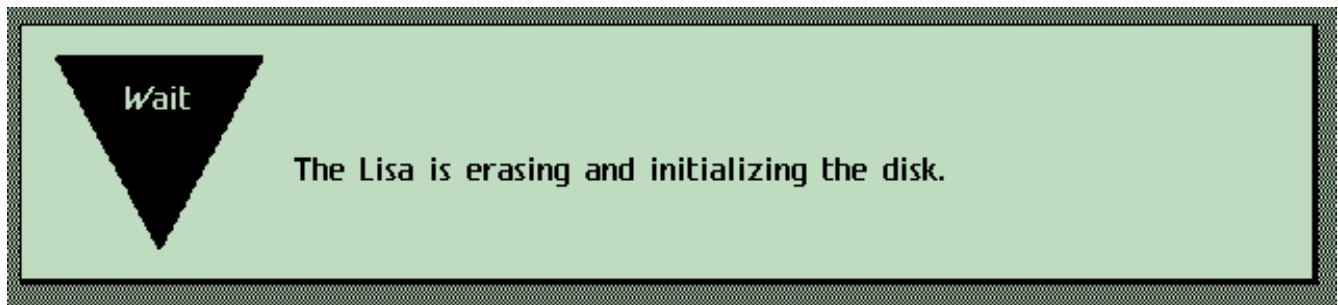 Wait
The Lisa is erasing and initializing the disk.